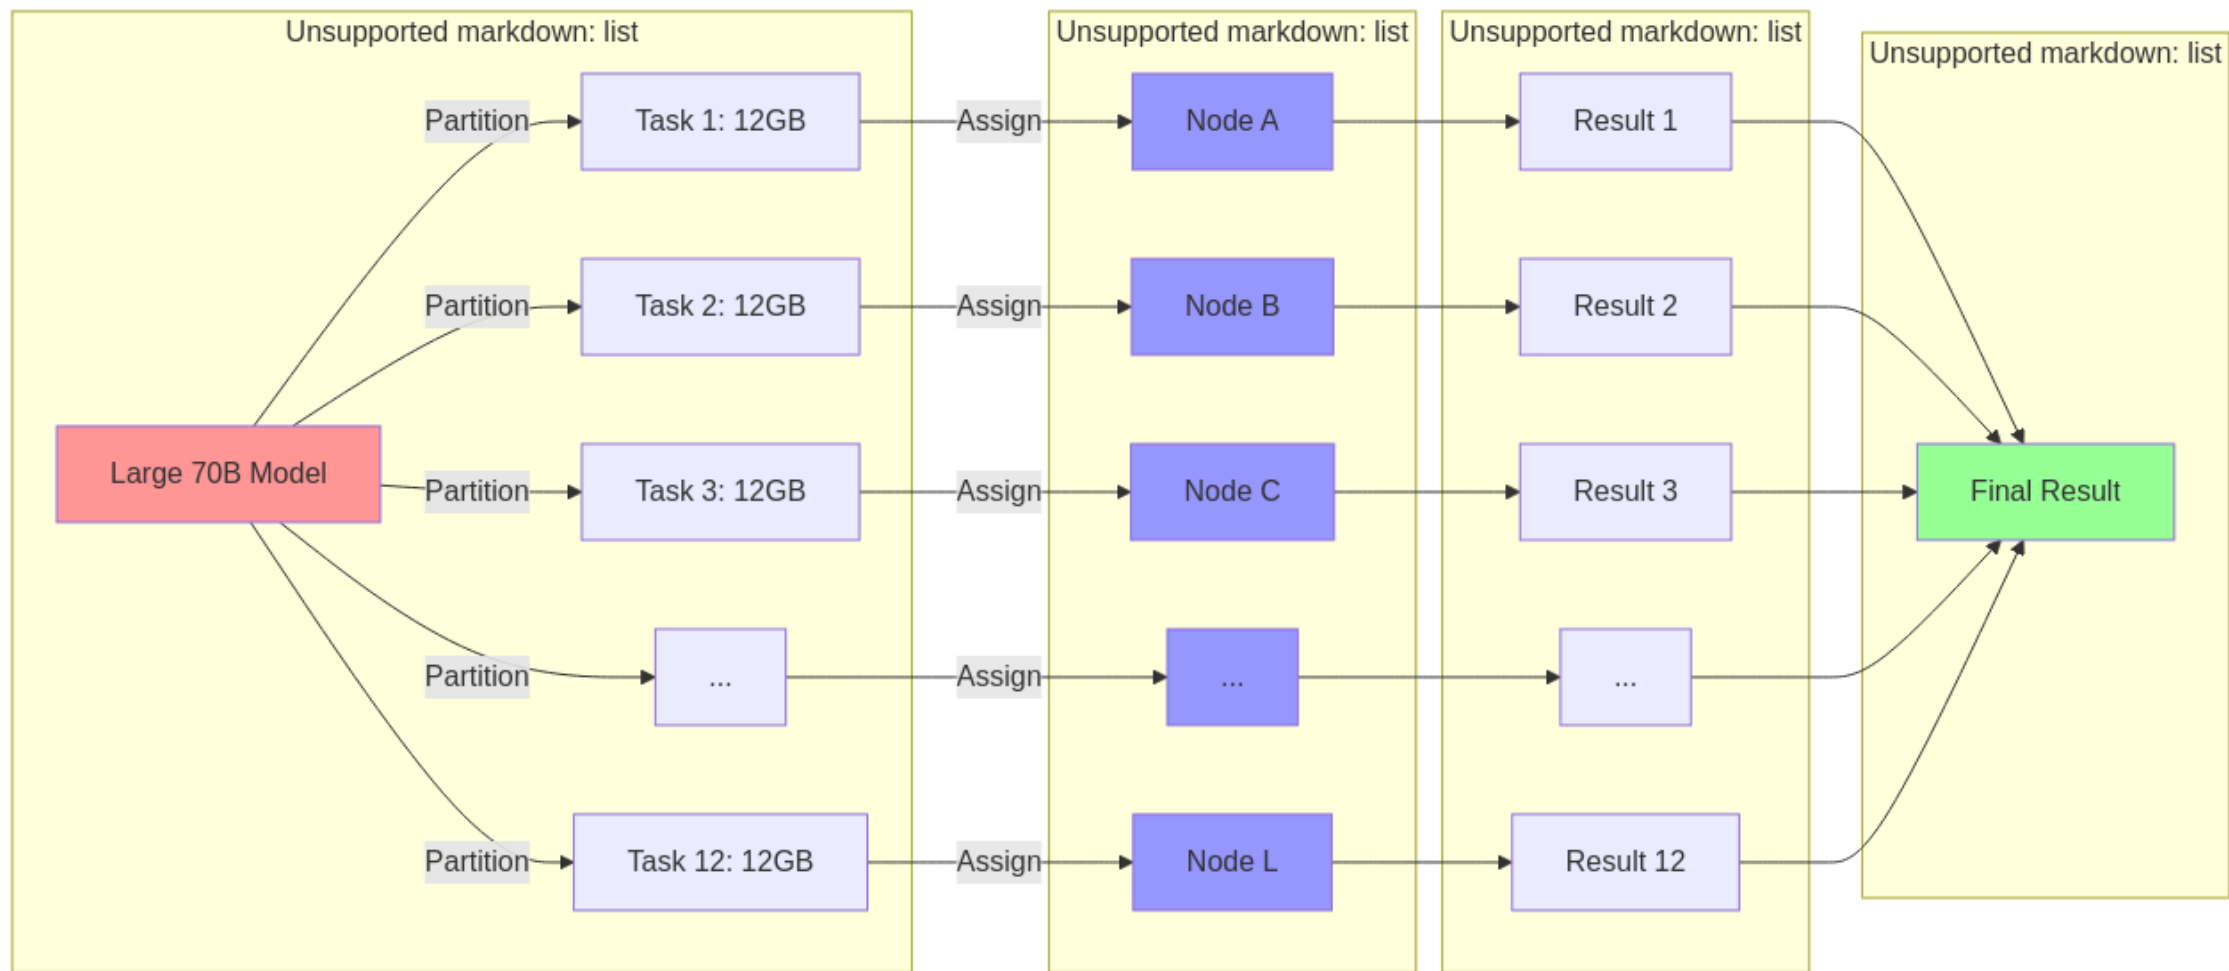 Unsupported markdown: list
Unsupported markdown: list
Unsupported markdown: list
Unsupported markdown: list
Partition
Task 1: 12GB
Assign
Node A
Result 1
Partition
Task 2: 12GB
Assign
Node B
Result 2
Large 70B Model
Partition
Task 3: 12GB
Assign
Node C
Result 3
Final Result
Partition
...
Assign
...
...
Partition
Task 12: 12GB
Assign
Node L
Result 12